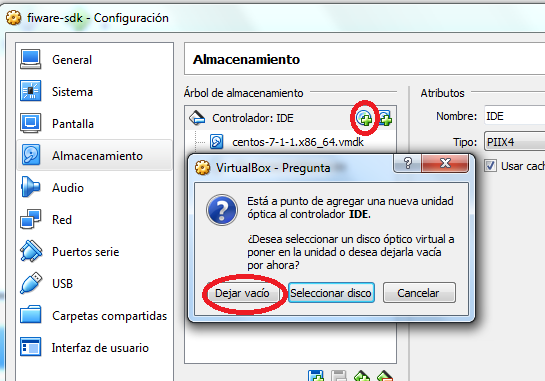 fiware-sdk - Configuración
General
Sistema
Pantalla
Almacenamiento
Audio
Red
Puertos serie
USB
Carpetas compartidas
Interfaz de usuario
Almacenamiento
Árbol de almacenamiento
Controlador: IDE
centos-7-1-1.x86_64.vmdk
Atributos
Nombre: IDE
Tipo: PIIX4
Usar cach
VirtualBox - Pregunta
Está a punto de agregar una nueva unidad
óptica al controlador IDE.
¿Desea seleccionar un disco óptico virtual a
poner en la unidad o desea dejarla vacía
por ahora?
Dejar vacío
Seleccionar disco
Cancelar